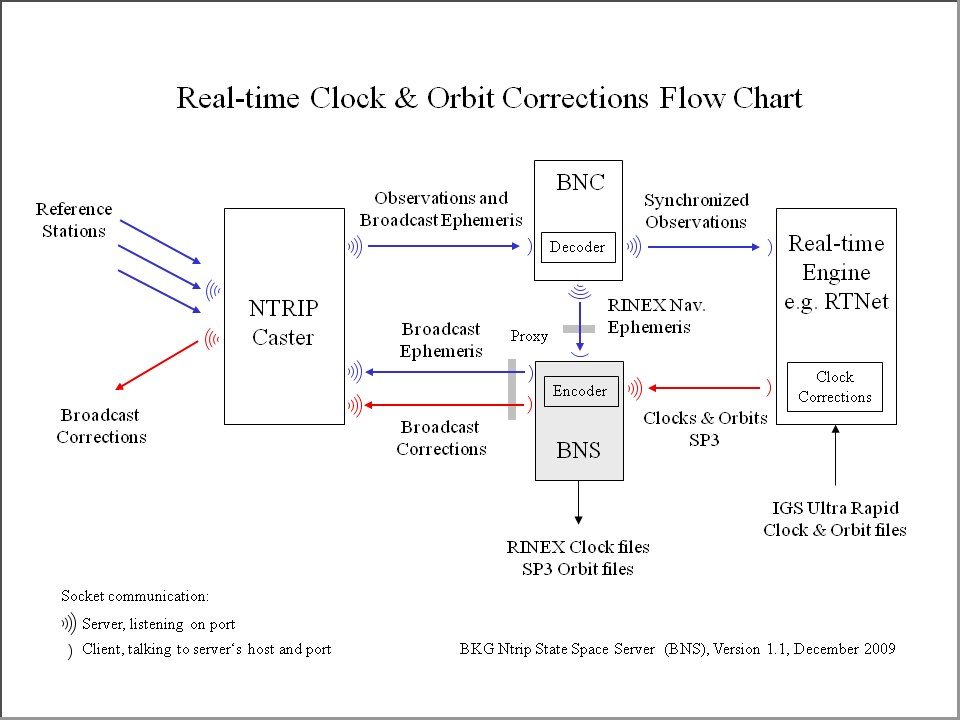 Real-time Clock & Orbit Corrections Flow Chart
Reference
Stations
NTRIP
Caster
Observations and
Broadcast Ephemeris
BNC
Decoder
Synchronized
Observations
Real-time
Engine
e.g. RTNet
Clock
Corrections
RINEX Nav.
Ephemeris
Proxy
Broadcast
Ephemeris
Broadcast
Corrections
Encoder
BNS
Clocks & Orbits
SP3
Broadcast
Corrections
IGS Ultra Rapid
Clock & Orbit files
RINEX Clock files
SP3 Orbit files
Socket communication:
Server, listening on port
Client, talking to server‘s host and port
BKG Ntrip State Space Server (BNS), Version 1.1, December 2009